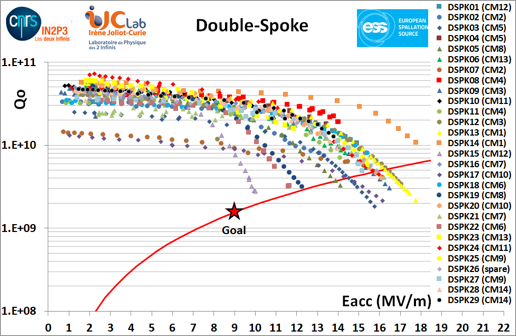 cnrs
IN2P3
Les deux infinis
IJCLab
Irène Joliot-Curie
Laboratoire de Physique
des 2 Infinis
Double-Spoke
ess
EUROPEAN
SPALLATION
SOURCE
Qo
1.E+11
1.E+10
1.E+09
1.E+08
Goal
Eacc (MV/m)
0 1 2 3 4 5 6 7 8 9 10 11 12 13 14 15 16 17 18 19 20 21 22
DSPK01 (CM12)
DSPK02 (CM2)
DSPK03 (CM5)
DSPK04 (CM5)
DSPK05 (CM8)
DSPK06 (CM13)
DSPK07 (CM2)
DSPK08 (CM4)
DSPK09 (CM3)
DSPK10 (CM11)
DSPK11 (CM4)
DSPK12 (CM3)
DSPK13 (CM1)
DSPK14 (CM1)
DSPK15 (CM12)
DSPK16 (CM7)
DSPK17 (CM10)
DSPK18 (CM6)
DSPK19 (CM8)
DSPK20 (CM10)
DSPK21 (CM7)
DSPK22 (CM6)
DSPK23 (CM13)
DSPK24 (CM11)
DSPK25 (CM9)
DSPK26 (spare)
DSPK27 (CM9)
DSPK28 (CM14)
DSPK29 (CM14)